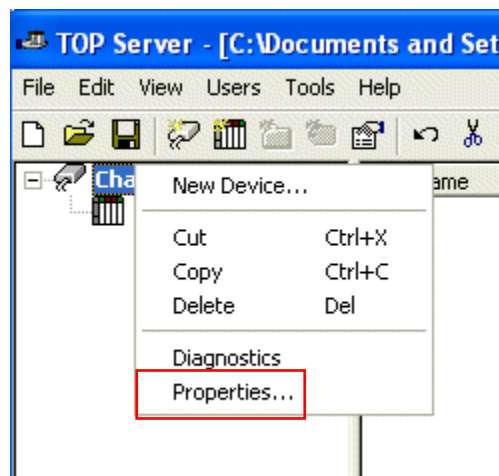 TOP Server - [C:\Documents and Set
File Edit View Users Tools Help
Cha
ame
New Device...
Cut Ctrl+X
Copy Ctrl+C
Delete Del
Diagnostics
Properties...